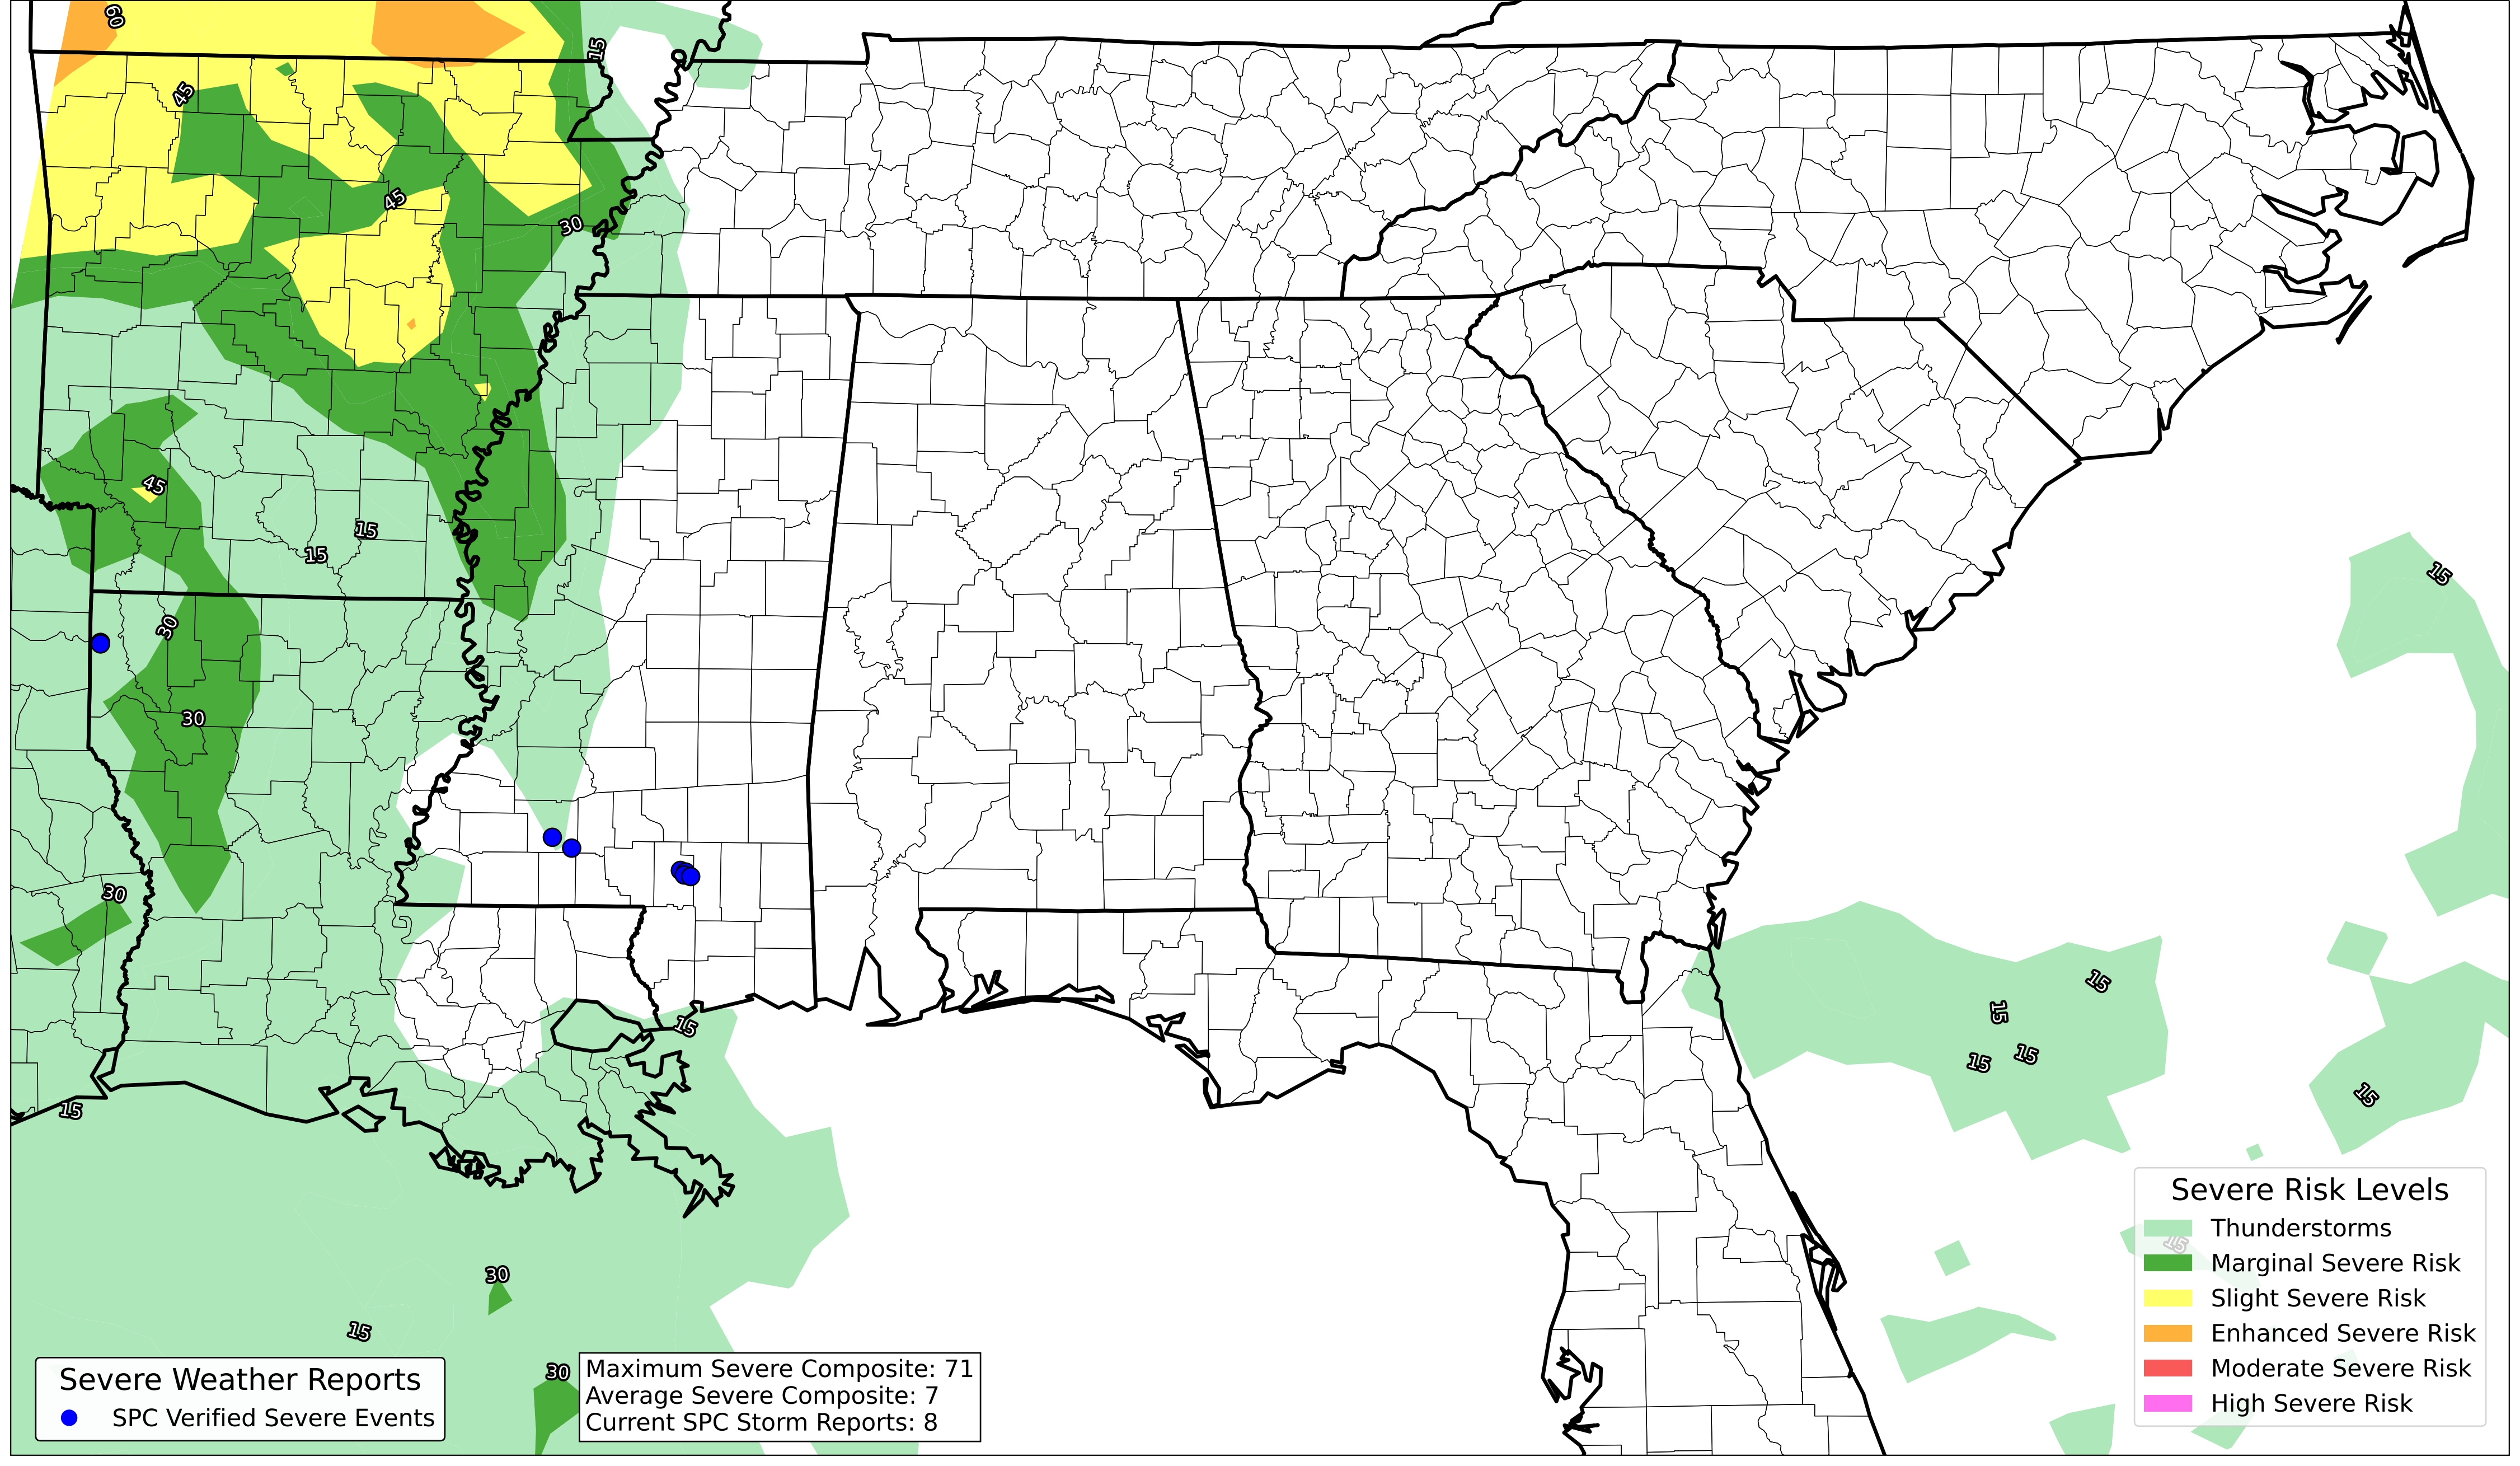 60
15
45
45
30
45
15
15
15
30
30
30
15
15
15
15
15
15
15
15
30
15
30
Severe Weather Reports
SPC Verified Severe Events
Maximum Severe Composite: 71
Average Severe Composite: 7
Current SPC Storm Reports: 8
Severe Risk Levels
Thunderstorms
15
Marginal Severe Risk
Slight Severe Risk
Enhanced Severe Risk
Moderate Severe Risk
High Severe Risk